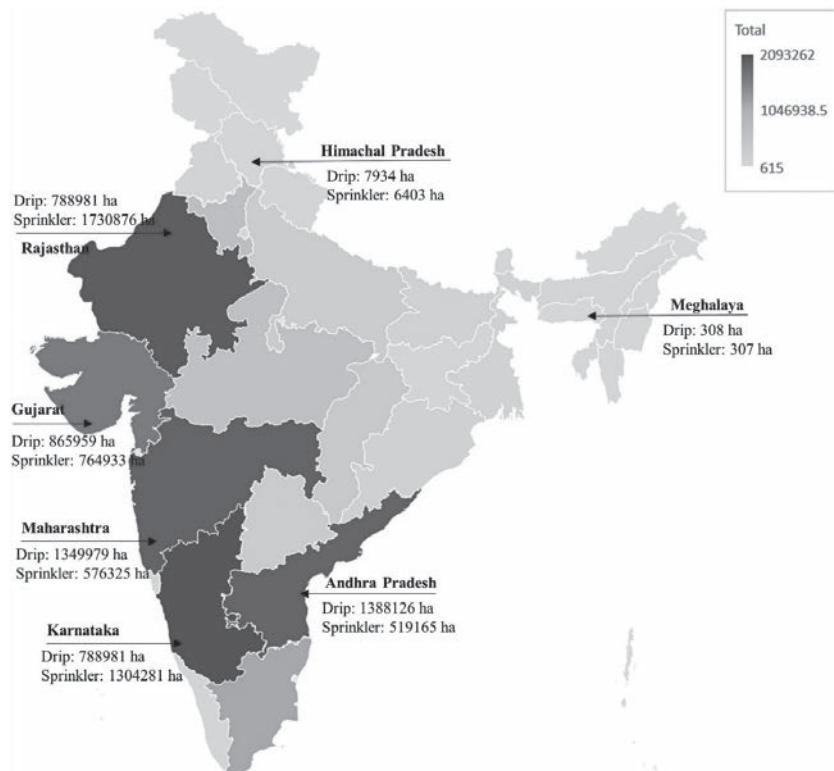 Total
2093262
1046938.5
615
Himachal Pradesh
Drip: 7934 ha
Sprinkler: 6403 ha
Drip: 788981 ha
Sprinkler: 1730876 ha
Rajasthan
Meghalaya
Drip: 308 ha
Sprinkler: 307 ha
Gujarat
Drip: 865959 ha
Sprinkler: 764933 ha
Maharashtra
Drip: 1349979 ha
Sprinkler: 576325 ha
Andhra Pradesh
Drip: 1388126 ha
Sprinkler: 519165 ha
Karnataka
Drip: 788981 ha
Sprinkler: 1304281 ha